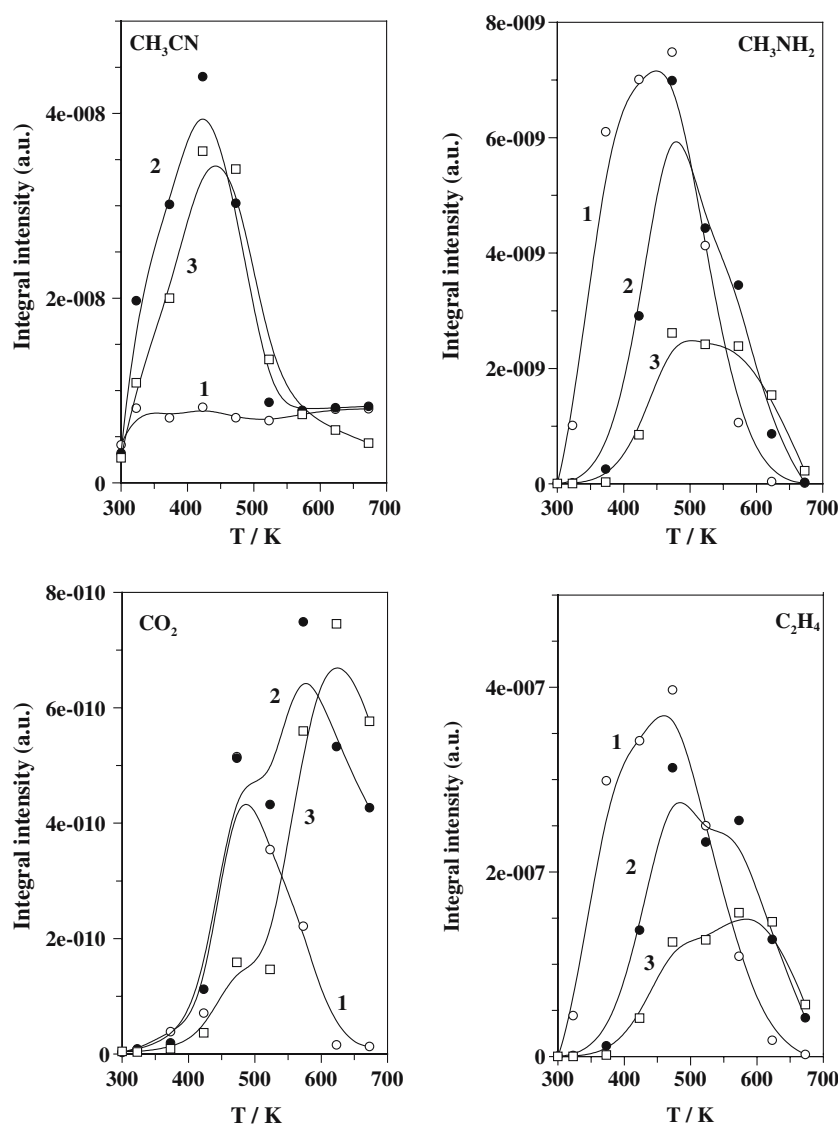 CH₃CN
Integral intensity (a.u.)
4e-008
2e-008
0
2
3
1
300 400 500 600 700
T / K
CH₃NH₂
Integral intensity (a.u.)
8e-009
6e-009
4e-009
2e-009
0
1
2
3
300 400 500 600 700
T / K
CO₂
Integral intensity (a.u.)
8e-010
6e-010
4e-010
2e-010
0
2
3
1
300 400 500 600 700
T / K
C₂H₄
Integral intensity (a.u.)
4e-007
2e-007
0
1
2
3
300 400 500 600 700
T / K